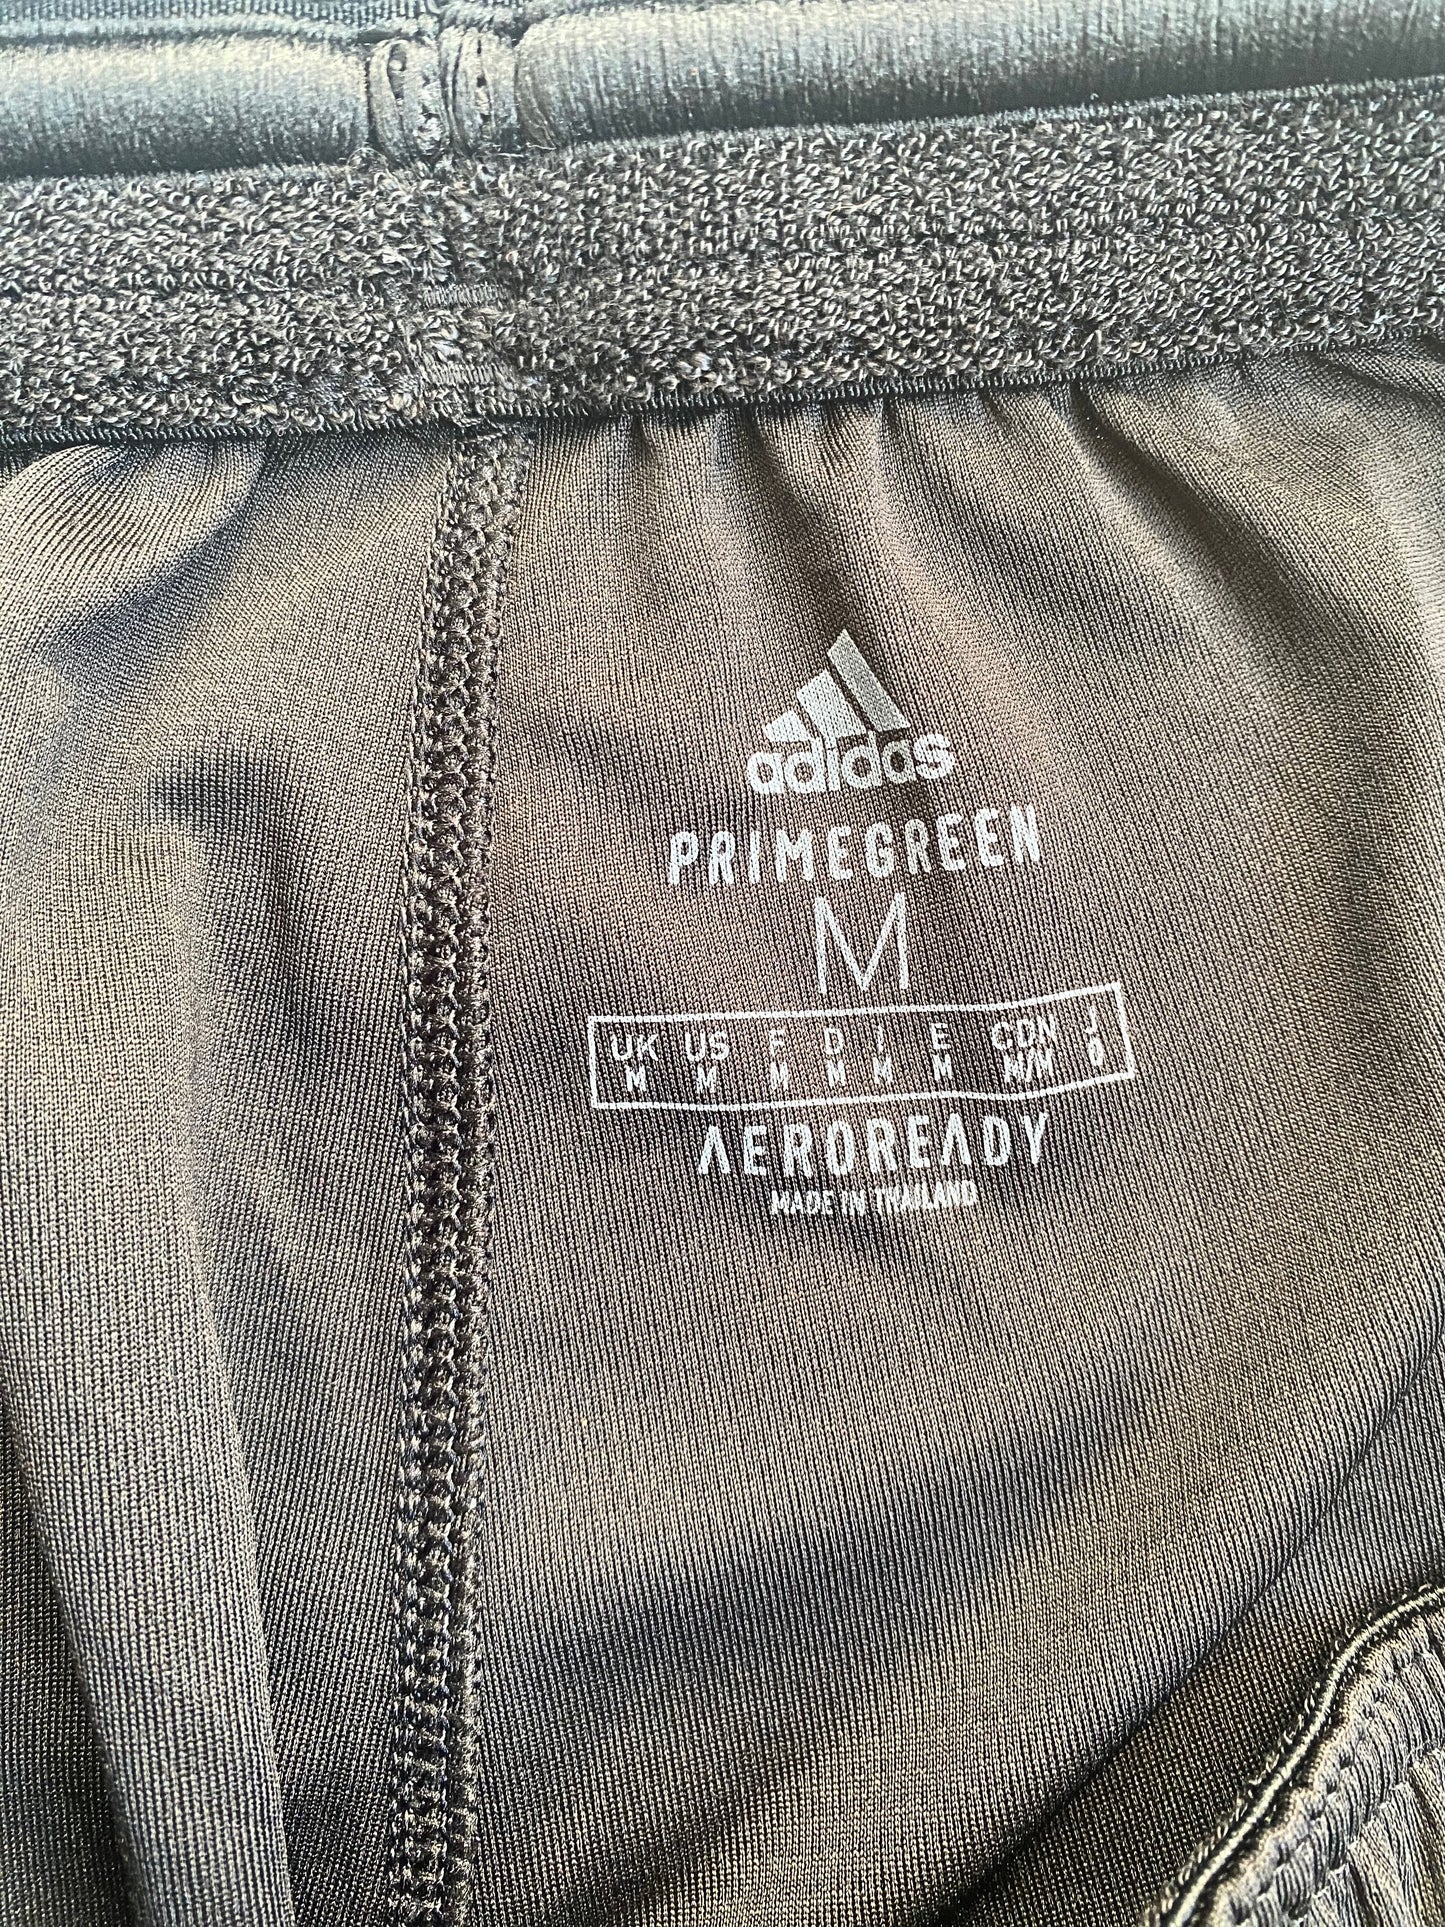 adidas
PRIMEGREEN
M
UK US F D I E CDN J
M M M M M M M/M O
AEROREADY
MADE IN THAILAND